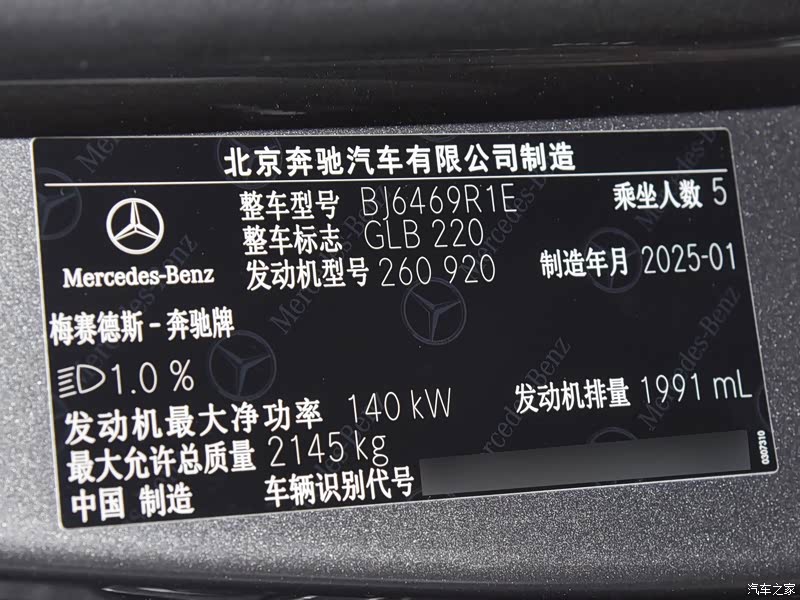 北京奔驰汽车有限公司制造
整车型号 BJ6469R1E 乘坐人数 5
整车标志 GLB 220
Mercedes-Benz 发动机型号 260 920 制造年月 2025-01
梅赛德斯-奔驰牌
1.0 %
发动机最大净功率 140 kW 发动机排量 1991 mL
最大允许总质量 2145 kg
中国 制造 车辆识别代号
0307310
汽车之家